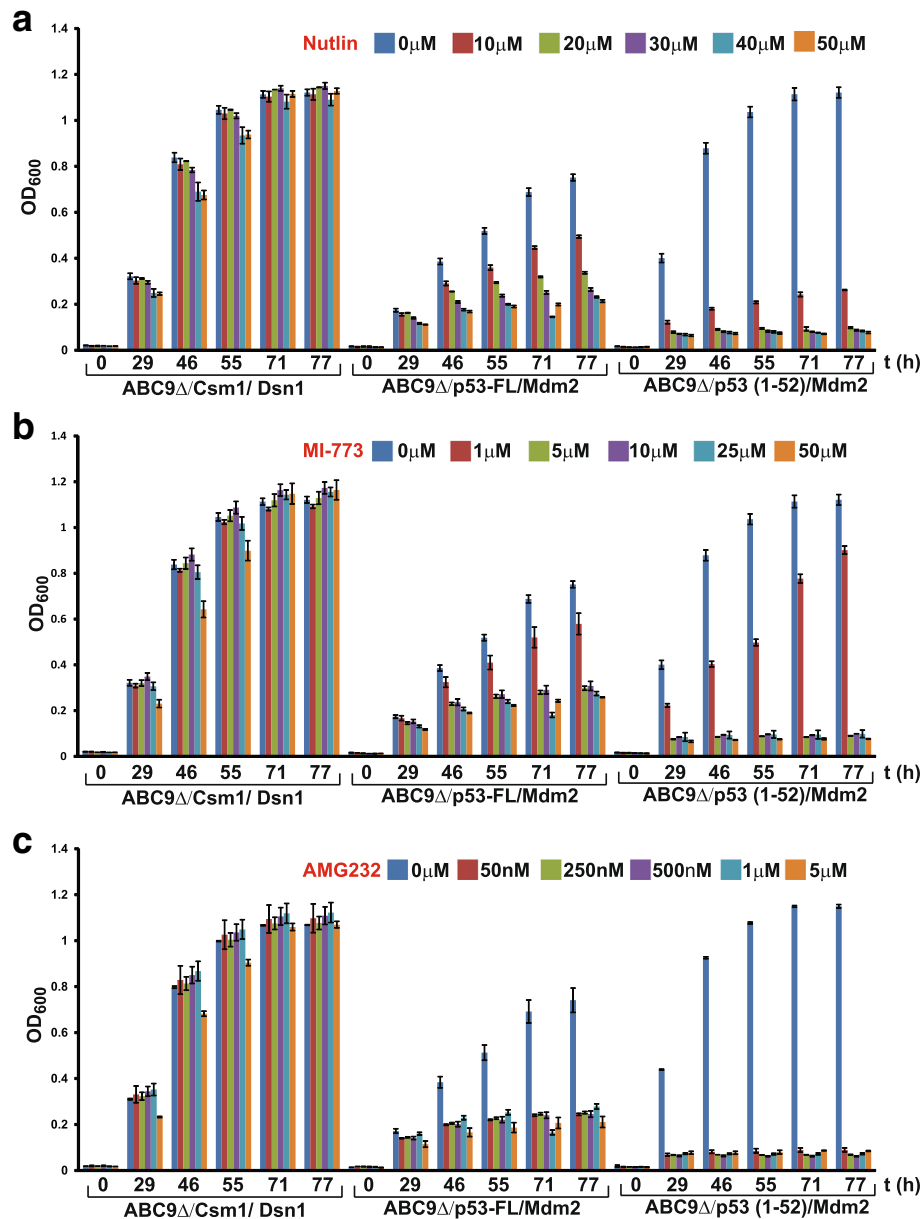 a
Nutlin 0μM 10μM 20μM 30μM 40μM 50μM
1.4
1.2
1
0.8
0.6
0.4
0.2
0
OD600
0 29 46 55 71 77 0 29 46 55 71 77 0 29 46 55 71 77 t (h)
ABC9Δ/Csm1/ Dsn1 ABC9Δ/p53-FL/Mdm2 ABC9Δ/p53 (1-52)/Mdm2
b
MI-773 0μM 1μM 5μM 10μM 25μM 50μM
1.4
1.2
1
0.8
0.6
0.4
0.2
0
OD600
0 29 46 55 71 77 0 29 46 55 71 77 0 29 46 55 71 77 t (h)
ABC9Δ/Csm1/ Dsn1 ABC9Δ/p53-FL/Mdm2 ABC9Δ/p53 (1-52)/Mdm2
c
AMG232 0μM 50nM 250nM 500nM 1μM 5μM
1.4
1.2
1
0.8
0.6
0.4
0.2
0
OD600
0 29 46 55 71 77 0 29 46 55 71 77 0 29 46 55 71 77 t (h)
ABC9Δ/Csm1/ Dsn1 ABC9Δ/p53-FL/Mdm2 ABC9Δ/p53 (1-52)/Mdm2